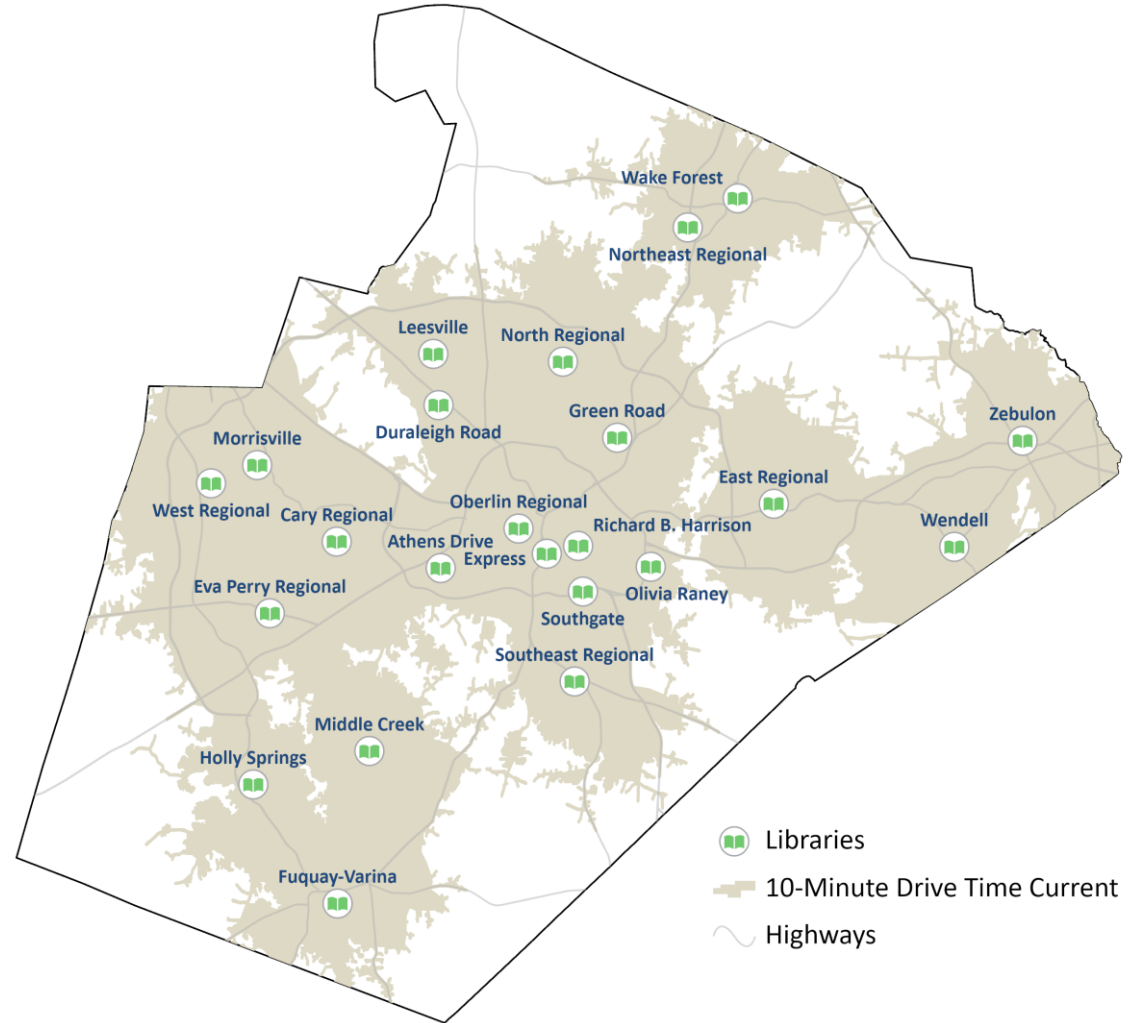 Wake Forest
Northeast Regional
Leesville
North Regional
Green Road
Duraleigh Road
Zebulon
Morrisville
East Regional
West Regional
Oberlin Regional
Cary Regional
Richard B. Harrison
Wendell
Athens Drive
Express
Eva Perry Regional
Olivia Raney
Southgate
Southeast Regional
Middle Creek
Holly Springs
Fuquay-Varina
Libraries
10-Minute Drive Time Current
Highways